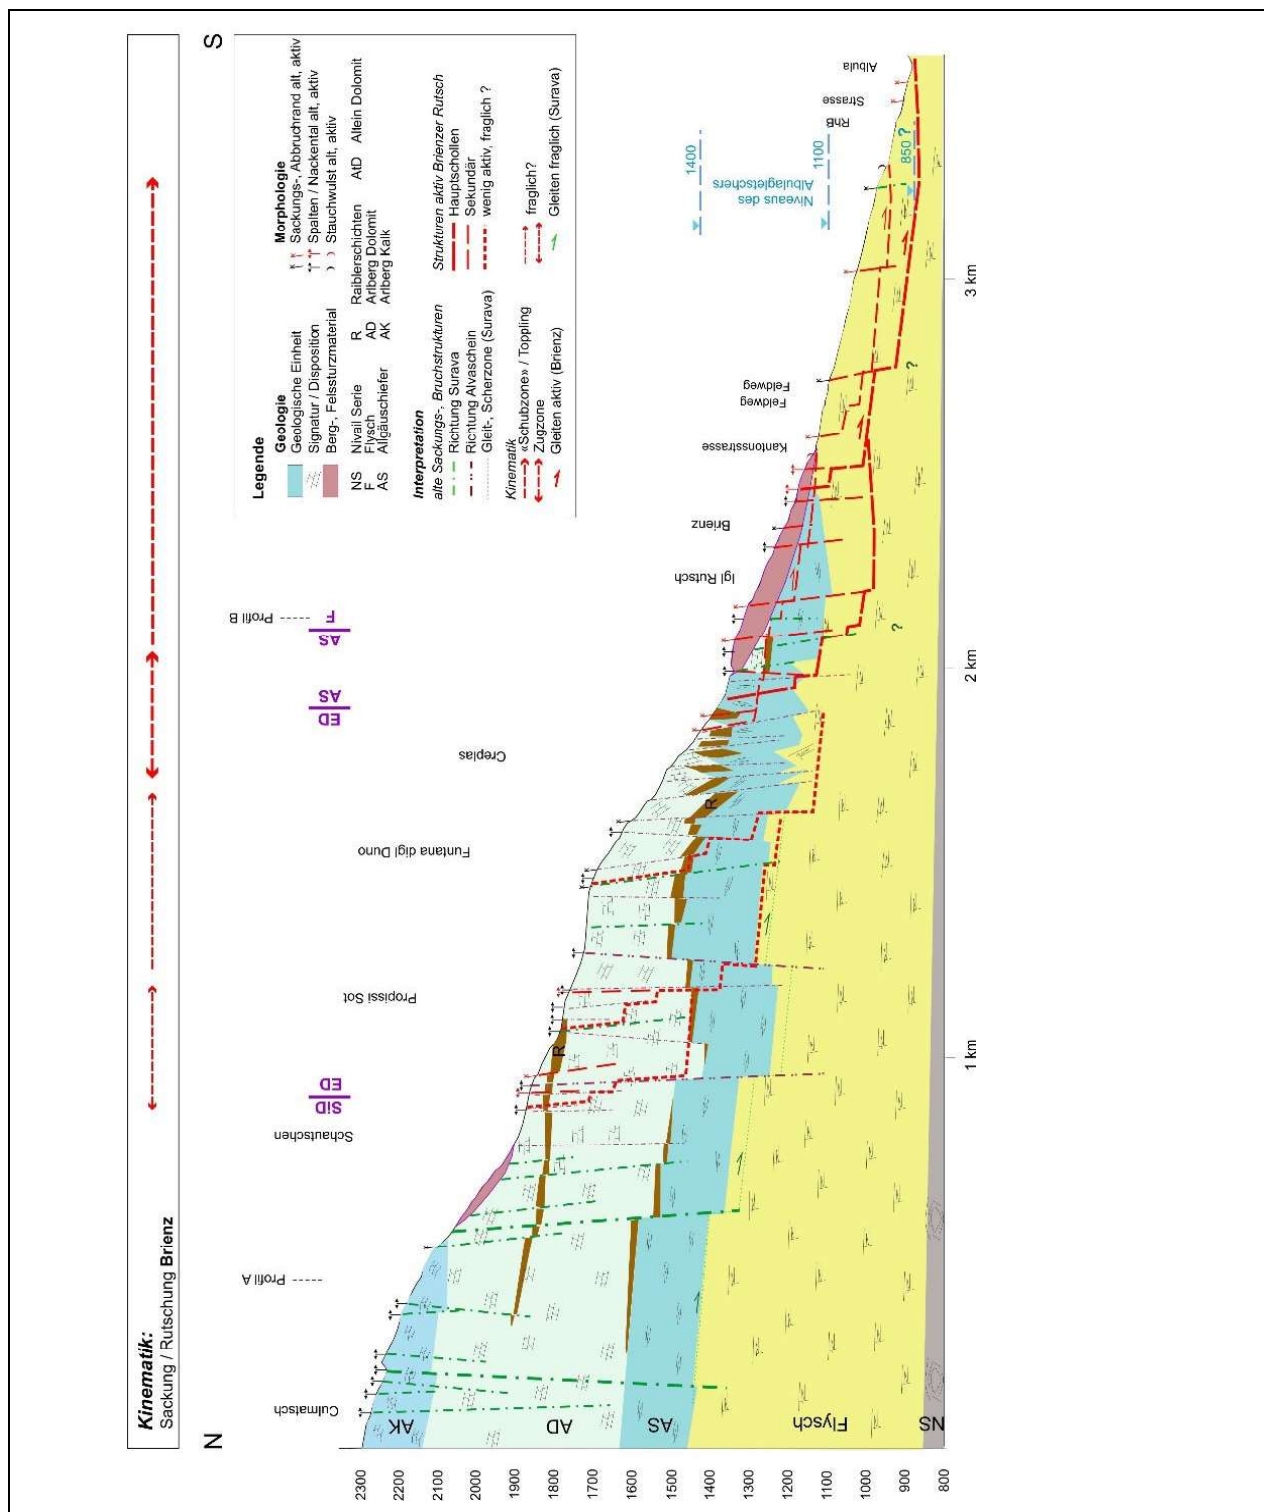 Kinematik:
Sackung / Rutschung Brienz
N
S
Legende
Geologie
Geologische Einheit
Signatur / Disposition
Berg-, Felssturzmaterial
Morphologie
Sackungs-, Abbruchrand alt, aktiv
Spalten / Nackental alt, aktiv
Stauchwulst alt, aktiv
NS Nivail Serie
F Flysch
AS Allgäuschiefer
R Raiblerschichten
AD Arlberg Dolomit
AK Arlberg Kalk
AtD Allein Dolomit
Interpretation
alte Sackungs-, Bruchstrukturen
Richtung Surava
Richtung Alvaschein
Gleit-, Scherzone (Surava)
Strukturen aktiv Brienzer Rutsch
Hauptschollen
Sekundär
wenig aktiv, fraglich ?
Kinematik
«Schubzone» / Toppling
Zugzone
Gleiten aktiv (Brienz)
fraglich?
Gleiten fraglich (Surava)
SiD
ED
ED
AS
AS
F
Profil A
Profil B
Culmatsch
Schautschen
Propissi Sot
Funtana digl Duno
Creplas
Igl Rutsch
Brienz
Kantonsstrasse
Feldweg
Feldweg
RhB
Strasse
Albula
Niveaus des
Albulagletschers
1400
1100
850 ?
R
R
?
?
AK
AD
AS
Flysch
NS
2300
2200
2100
2000
1900
1800
1700
1600
1500
1400
1300
1200
1100
1000
900
800
1 km
2 km
3 km